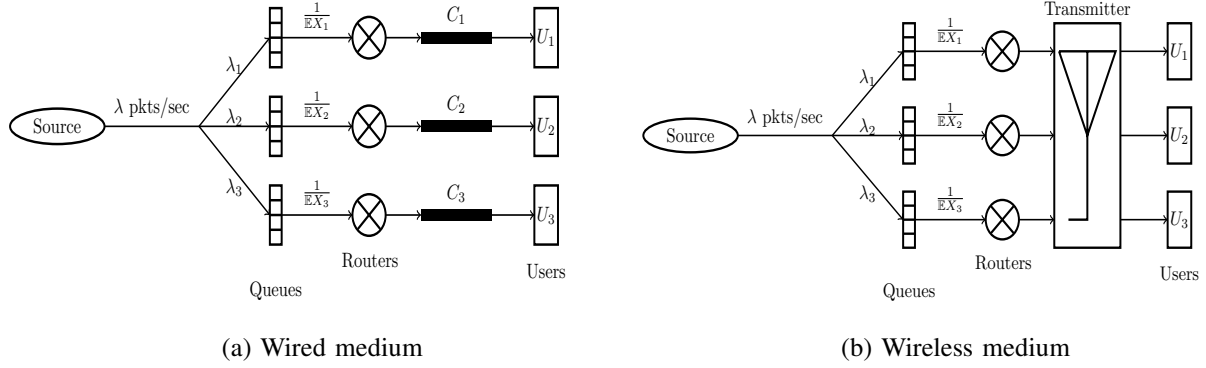 C₁
1/𝔼X₁
U₁
λ₁
λ pkts/sec
C₂
1/𝔼X₂
Source
λ₂
U₂
λ₃
C₃
1/𝔼X₃
U₃
Routers
Users
Queues
(a) Wired medium
Transmitter
1/𝔼X₁
U₁
λ₁
λ pkts/sec
1/𝔼X₂
Source
λ₂
U₂
λ₃
1/𝔼X₃
U₃
Routers
Users
Queues
(b) Wireless medium